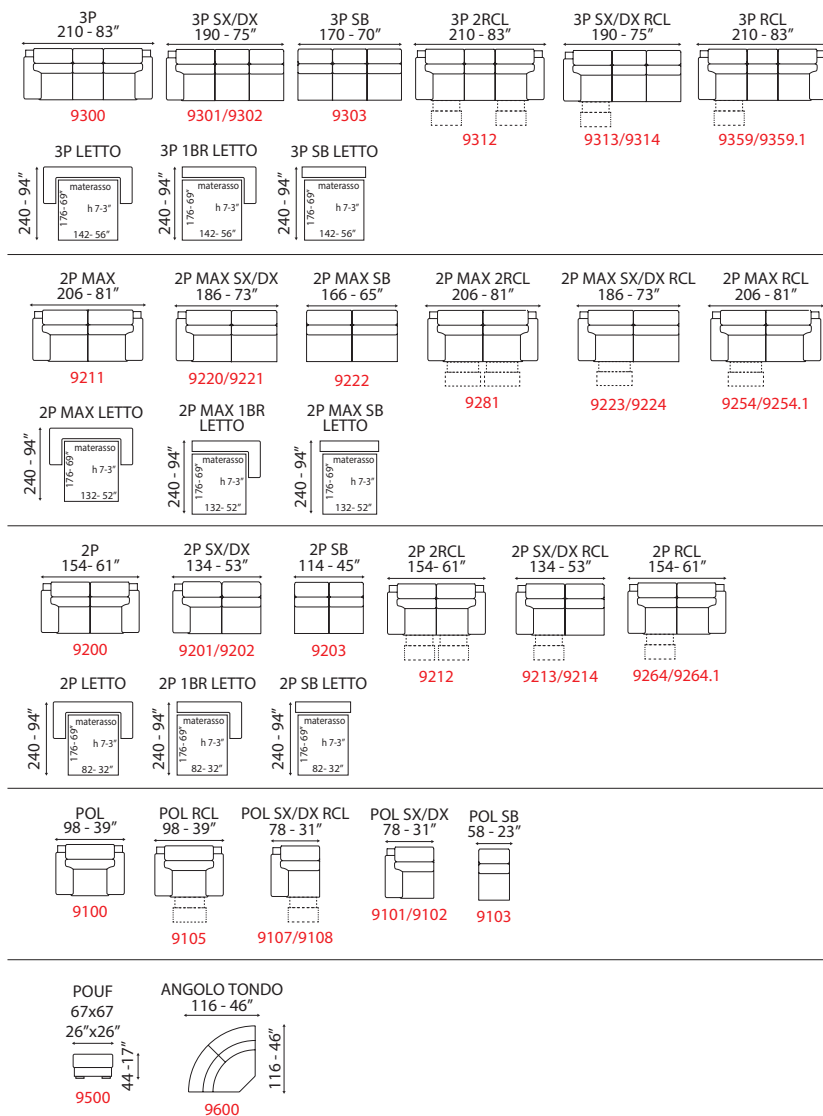 3P
210 - 83”
9300
3P SX/DX
190 - 75”
9301/9302
3P SB
170 - 70”
9303
3P 2RCL
210 - 83”
9312
3P SX/DX RCL
190 - 75”
9313/9314
3P RCL
210 - 83”
9359/9359.1
3P LETTO
240 - 94”
materasso
176- 69”
h 7-3”
142- 56”
3P 1BR LETTO
240 - 94”
materasso
176- 69”
h 7-3”
142- 56”
3P SB LETTO
240 - 94”
materasso
176- 69”
h 7-3”
142- 56”
2P MAX
206 - 81”
9211
2P MAX SX/DX
186 - 73”
9220/9221
2P MAX SB
166 - 65”
9222
2P MAX 2RCL
206 - 81”
9281
2P MAX SX/DX RCL
186 - 73”
9223/9224
2P MAX RCL
206 - 81”
9254/9254.1
2P MAX LETTO
240 - 94”
materasso
176- 69”
h 7-3”
132- 52”
2P MAX 1BR
LETTO
240 - 94”
materasso
176- 69”
h 7-3”
132- 52”
2P MAX SB
LETTO
240 - 94”
materasso
176- 69”
h 7-3”
132- 52”
2P
154- 61”
9200
2P SX/DX
134 - 53”
9201/9202
2P SB
114 - 45”
9203
2P 2RCL
154- 61”
9212
2P SX/DX RCL
134 - 53”
9213/9214
2P RCL
154- 61”
9264/9264.1
2P LETTO
240 - 94”
materasso
176- 69”
h 7-3”
82- 32”
2P 1BR LETTO
240 - 94”
materasso
176- 69”
h 7-3”
82- 32”
2P SB LETTO
240 - 94”
materasso
176- 69”
h 7-3”
82- 32”
POL
98 - 39”
9100
POL RCL
98 - 39”
9105
POL SX/DX RCL
78 - 31”
9107/9108
POL SX/DX
78 - 31”
9101/9102
POL SB
58 - 23”
9103
POUF
67x67
26”x26”
44 -17”
9500
ANGOLO TONDO
116 - 46”
116 - 46”
9600